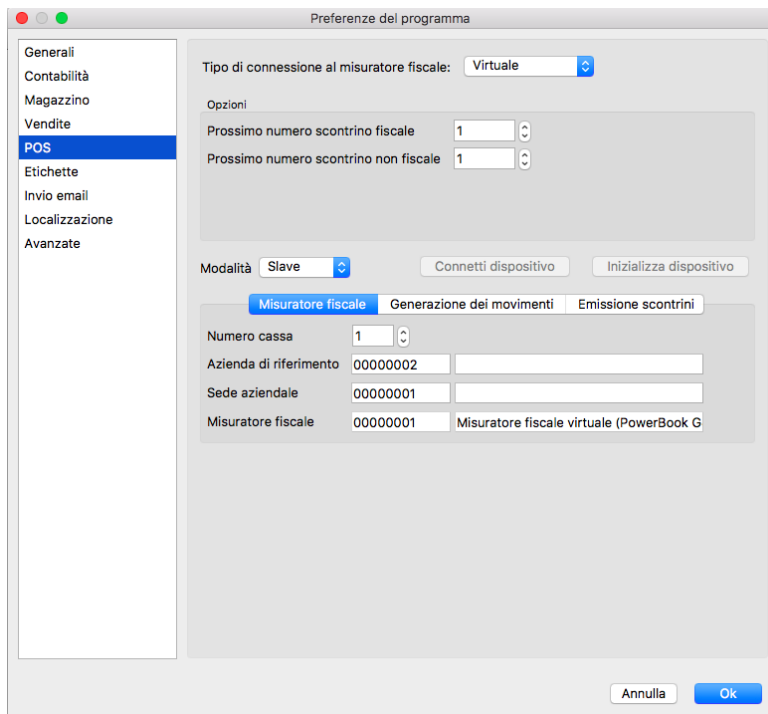 Preferenze del programma
Generali
Contabilità
Magazzino
Vendite
POS
Etichette
Invio email
Localizzazione
Avanzate
Tipo di connessione al misuratore fiscale: Virtuale
Opzioni
Prossimo numero scontrino fiscale 1
Prossimo numero scontrino non fiscale 1
Modalità Slave Connetti dispositivo Inizializza dispositivo
Misuratore fiscale Generazione dei movimenti Emissione scontrini
Numero cassa 1
Azienda di riferimento 00000002
Sede aziendale 00000001
Misuratore fiscale 00000001 Misuratore fiscale virtuale (PowerBook G
Annulla Ok